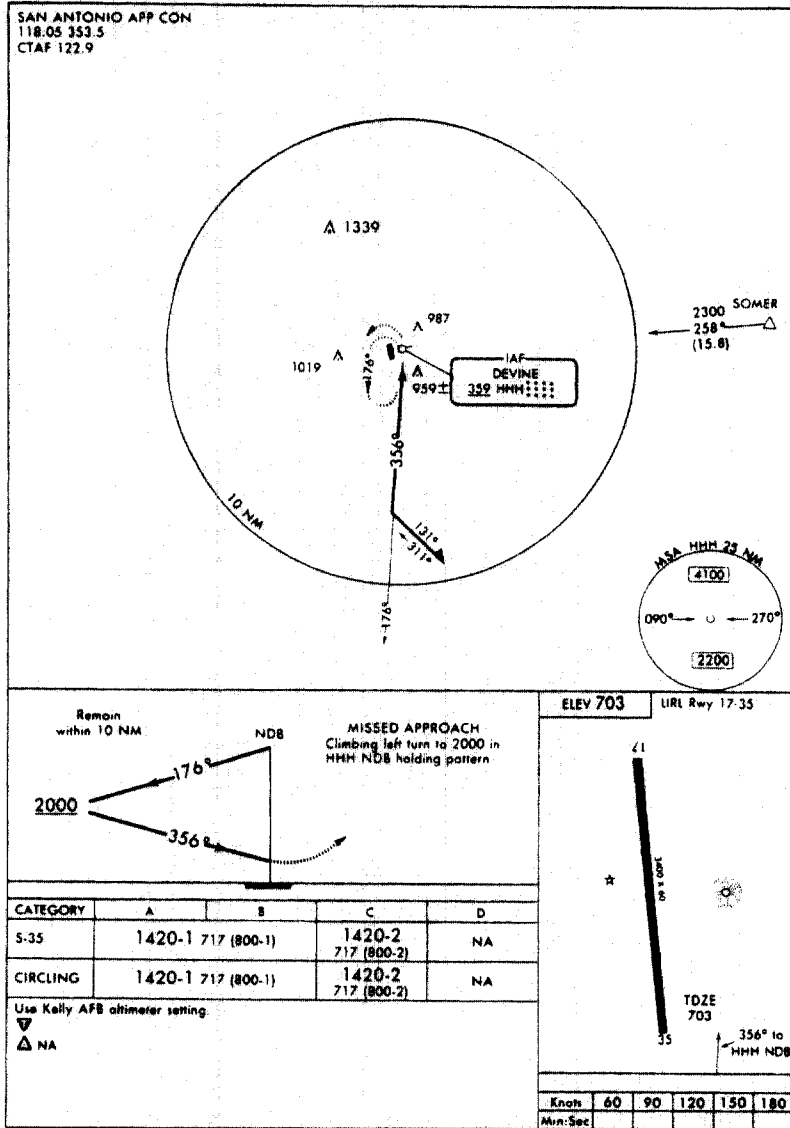 SAN ANTONIO APP CON
118.05 353.5
CTAF 122.9
1339
987
1019
176°
959±
IAF
DEVINE
359 HHH
2300 SOMER
258°
(15.8)
356°
10 NM
131°
311°
176°
MSA HHH 25 NM
4100
090° 270°
2200
Remain
within 10 NM
NDB
MISSED APPROACH
Climbing left turn to 2000 in
HHH NDB holding pattern
176°
2000
356°
ELEV 703 LIRL Rwy 17-35
17
TDZE
703
35
356° to
HHH NDB
CATEGORY A B C D
S-35 1420-1 717 (800-1) 1420-2 717 (800-2) NA
CIRCLING 1420-1 717 (800-1) 1420-2 717 (800-2) NA
Use Kelly AFB altimeter setting.
T
A NA
Knots 60 90 120 150 180
Min:Sec